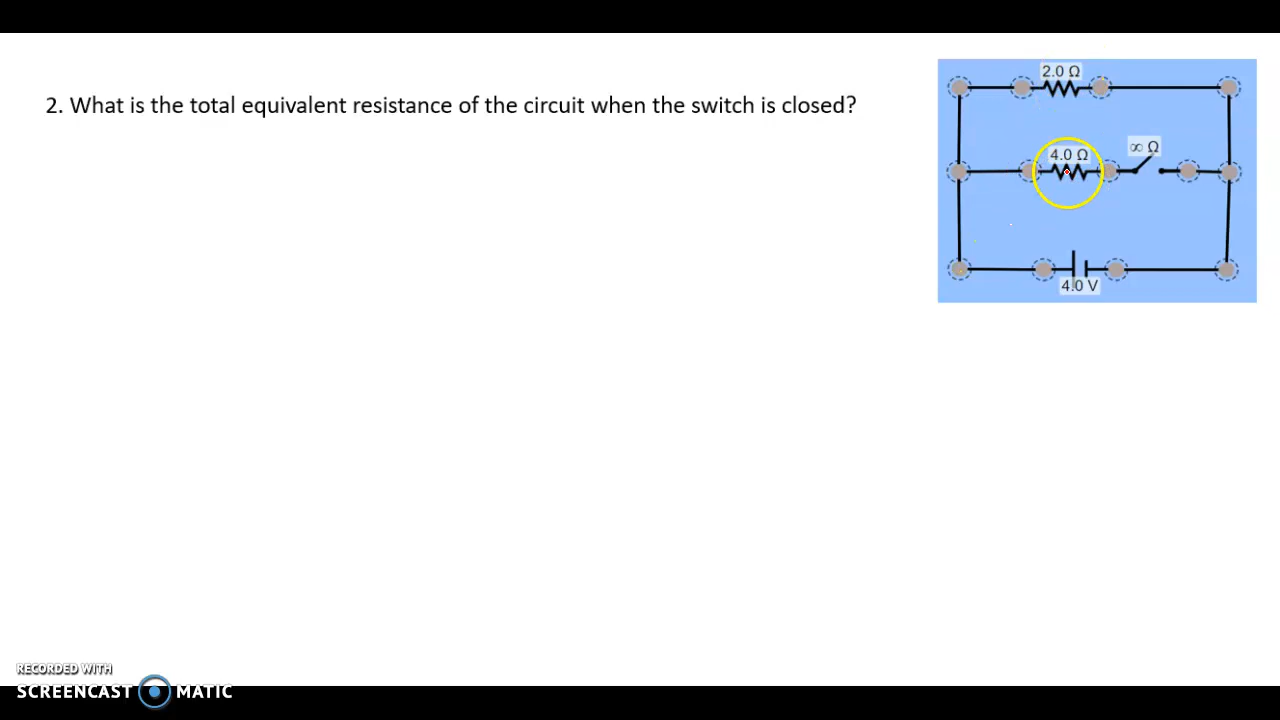 2. What is the total equivalent resistance of the circuit when the switch is closed?
2.0 Ω
4.0 Ω
∞ Ω
4.0 V
RECORDED WITH
SCREENCAST MATIC